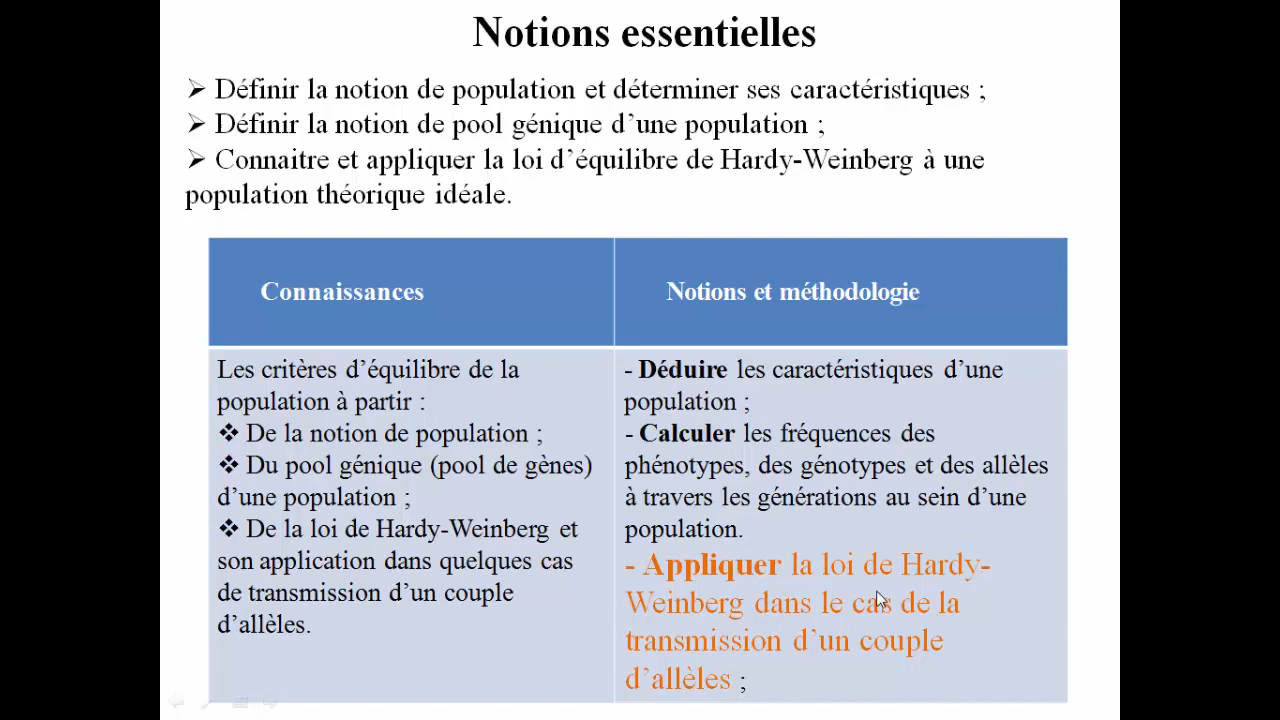 Notions essentielles
➢ Définir la notion de population et déterminer ses caractéristiques ;
➢ Définir la notion de pool génique d’une population ;
➢ Connaitre et appliquer la loi d’équilibre de Hardy-Weinberg à une
population théorique idéale.
Connaissances
Notions et méthodologie
Les critères d’équilibre de la
population à partir :
❖ De la notion de population ;
❖ Du pool génique (pool de gènes)
d’une population ;
❖ De la loi de Hardy-Weinberg et
son application dans quelques cas
de transmission d’un couple
d’allèles.
- Déduire les caractéristiques d’une
population ;
- Calculer les fréquences des
phénotypes, des génotypes et des allèles
à travers les générations au sein d’une
population.
- Appliquer la loi de Hardy-
Weinberg dans le cas de la
transmission d’un couple
d’allèles ;